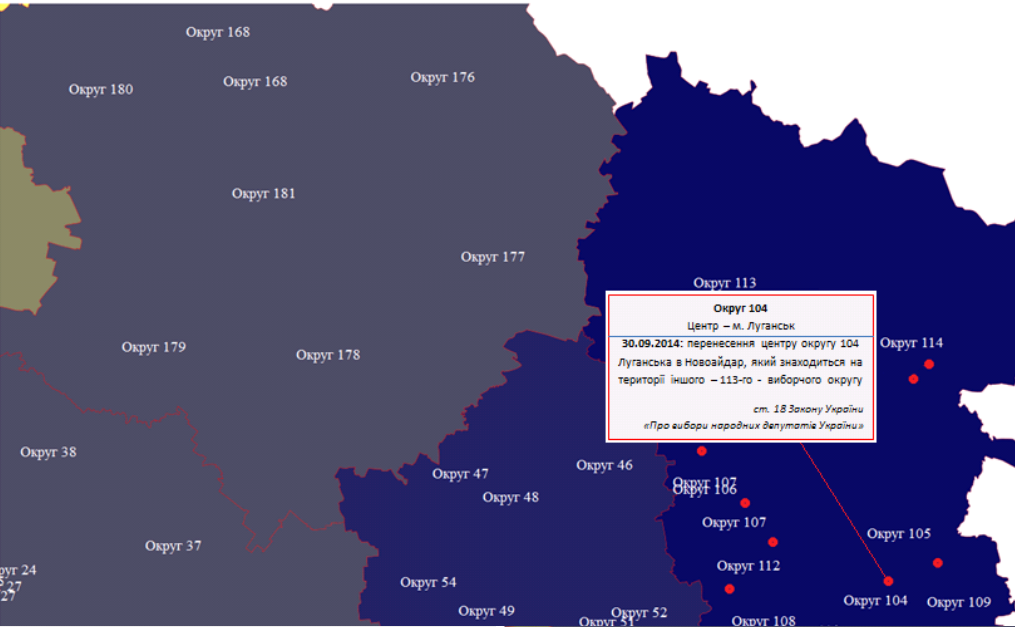 Округ 168
Округ 176
Округ 168
Округ 180
Округ 181
Округ 177
Округ 113
Округ 104
Центр – м. Луганськ
30.09.2014: перенесення центру округу 104
Луганська в Новоайдар, який знаходиться на
території іншого – 113-го - виборчого округу
ст. 18 Закону України
«Про вибори народних депутатів України»
Округ 114
Округ 179
Округ 178
Округ 38
Округ 47
Округ 46
Округ 48
Округ 107
Округ 106
Округ 107
Округ 105
Округ 37
Округ 112
руг 24
27
27
Округ 54
Округ 104
Округ 109
Округ 49
Округ 52
Округ 51
Округ 108